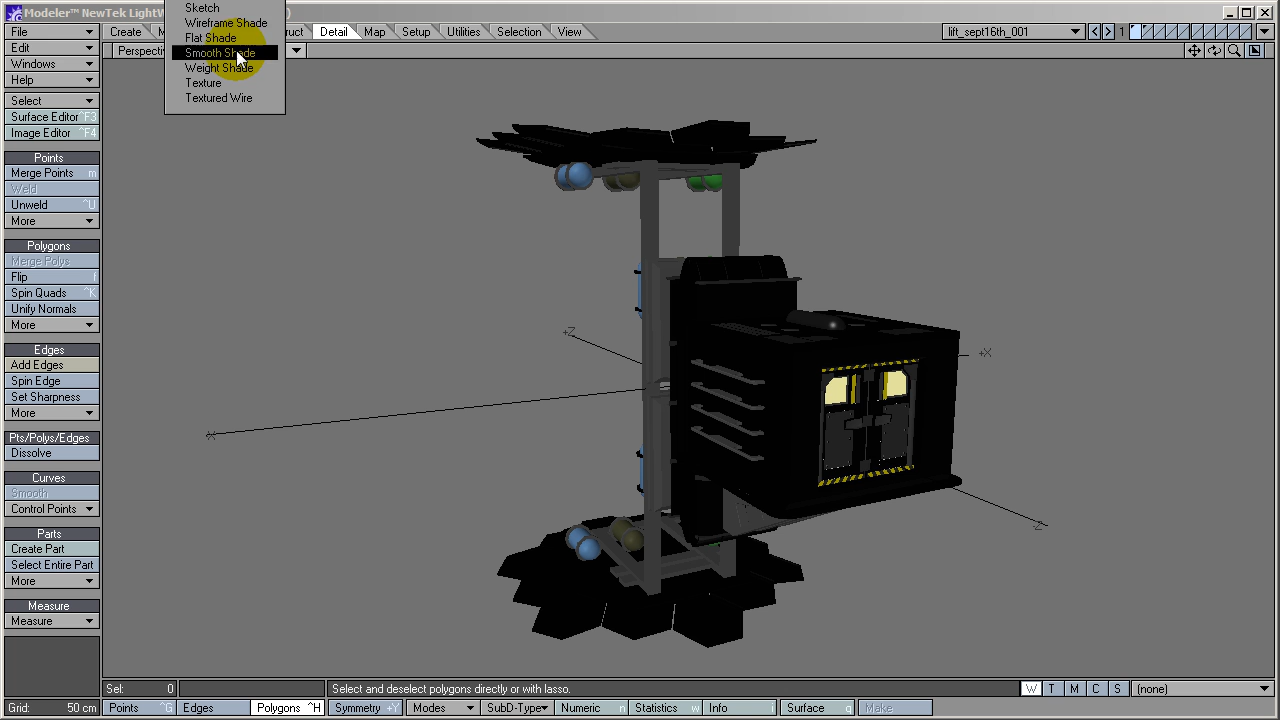 Modeler™ NewTek LightW )
Sketch
Wireframe Shade
Flat Shade
Smooth Shade
Weight Shade
Texture
Textured Wire
File
Edit
Windows
Help
Create M uct Detail Map Setup Utilities Selection View
lift_sept16th_001 1
Perspecti
Select
Surface Editor ^F3
Image Editor ^F4
Points
Merge Points m
Weld
Unweld ^U
More
Polygons
Merge Polys
Flip f
Spin Quads ^K
Unify Normals
More
Edges
Add Edges
Spin Edge
Set Sharpness
More
Pts/Polys/Edges
Dissolve
Curves
Smooth
Control Points
Parts
Create Part
Select Entire Part
More
Measure
Measure
+Z
+X
-X
-Z
Sel: 0
Select and deselect polygons directly or with lasso.
W T M C S (none)
Grid: 50 cm
Points ^G Edges Polygons ^H Symmetry +Y Modes SubD-Type Numeric n Statistics w Info i Surface q Make